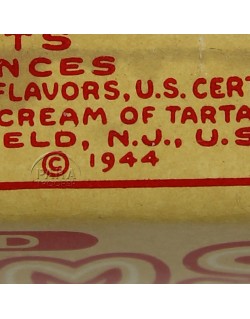 TS
NCES
FLAVORS, U.S. CERT
CREAM OF TARTA
ELD, N.J., U.S
© 1944